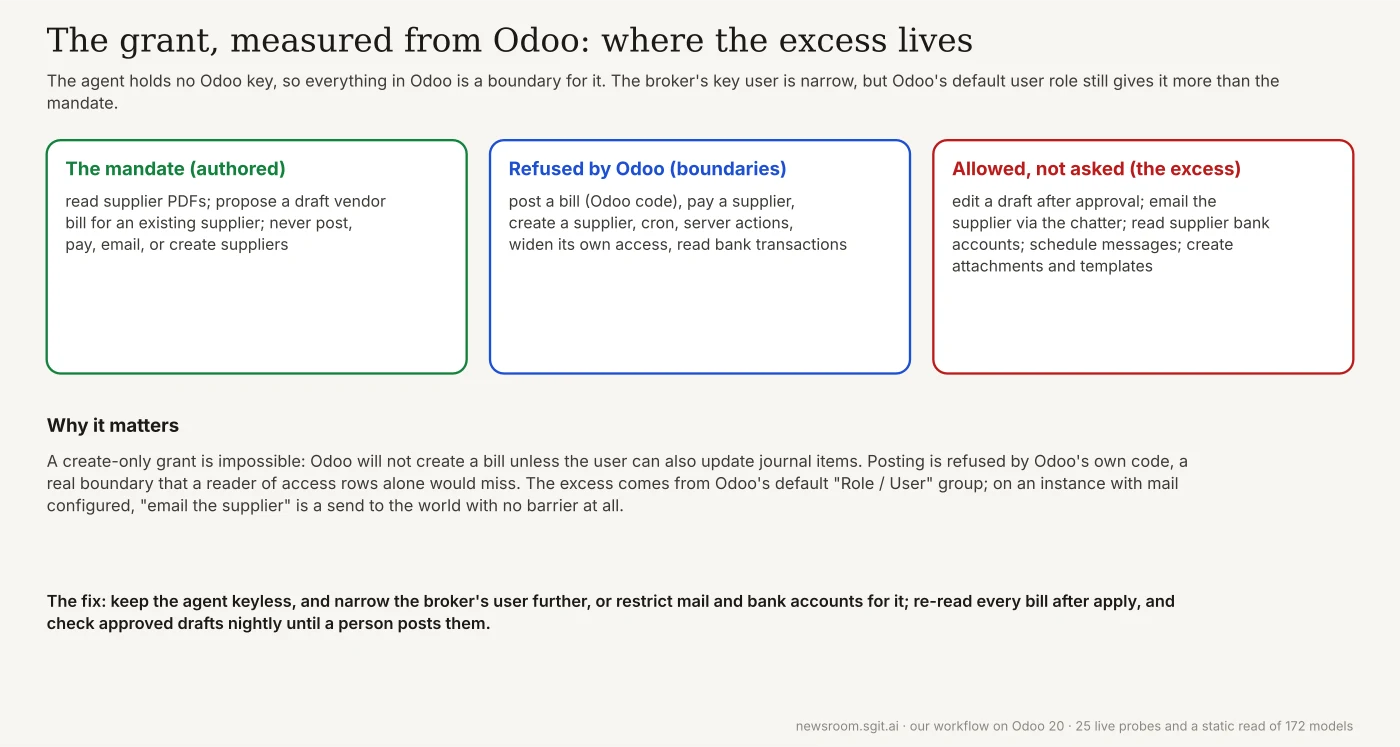 The grant, measured from Odoo: where the excess lives
The agent holds no Odoo key, so everything in Odoo is a boundary for it. The broker's key user is narrow, but Odoo's default user role still gives it more than the
mandate.
The mandate (authored)
read supplier PDFs; propose a draft vendor
bill for an existing supplier; never post,
pay, email, or create suppliers
Refused by Odoo (boundaries)
post a bill (Odoo code), pay a supplier,
create a supplier, cron, server actions,
widen its own access, read bank transactions
Allowed, not asked (the excess)
edit a draft after approval; email the
supplier via the chatter; read supplier bank
accounts; schedule messages; create
attachments and templates
Why it matters
A create-only grant is impossible: Odoo will not create a bill unless the user can also update journal items. Posting is refused by Odoo's own code, a
real boundary that a reader of access rows alone would miss. The excess comes from Odoo's default "Role / User" group; on an instance with mail
configured, "email the supplier" is a send to the world with no barrier at all.
The fix: keep the agent keyless, and narrow the broker's user further, or restrict mail and bank accounts for it; re-read every bill after apply, and
check approved drafts nightly until a person posts them.
newsroom.sgit.ai · our workflow on Odoo 20 · 25 live probes and a static read of 172 models